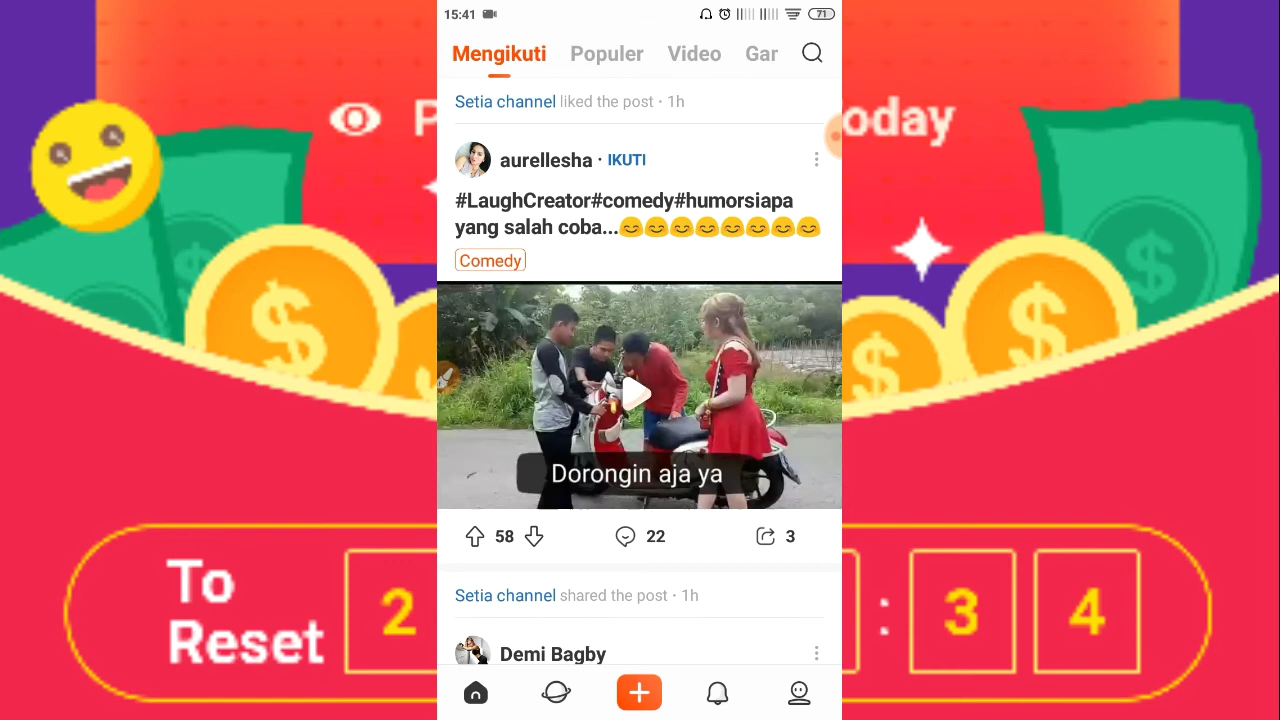 15:41
71
Mengikuti Populer Video Gar
Setia channel liked the post · 1h
P oday
aurellesha · IKUTI
#LaughCreator#comedy#humorsiapa
yang salah coba...😊😊😊😊😊😊😊😊
Comedy
Dorongin aja ya
58 22 3
To
Reset
2 : 3 4
Setia channel shared the post · 1h
Demi Bagby